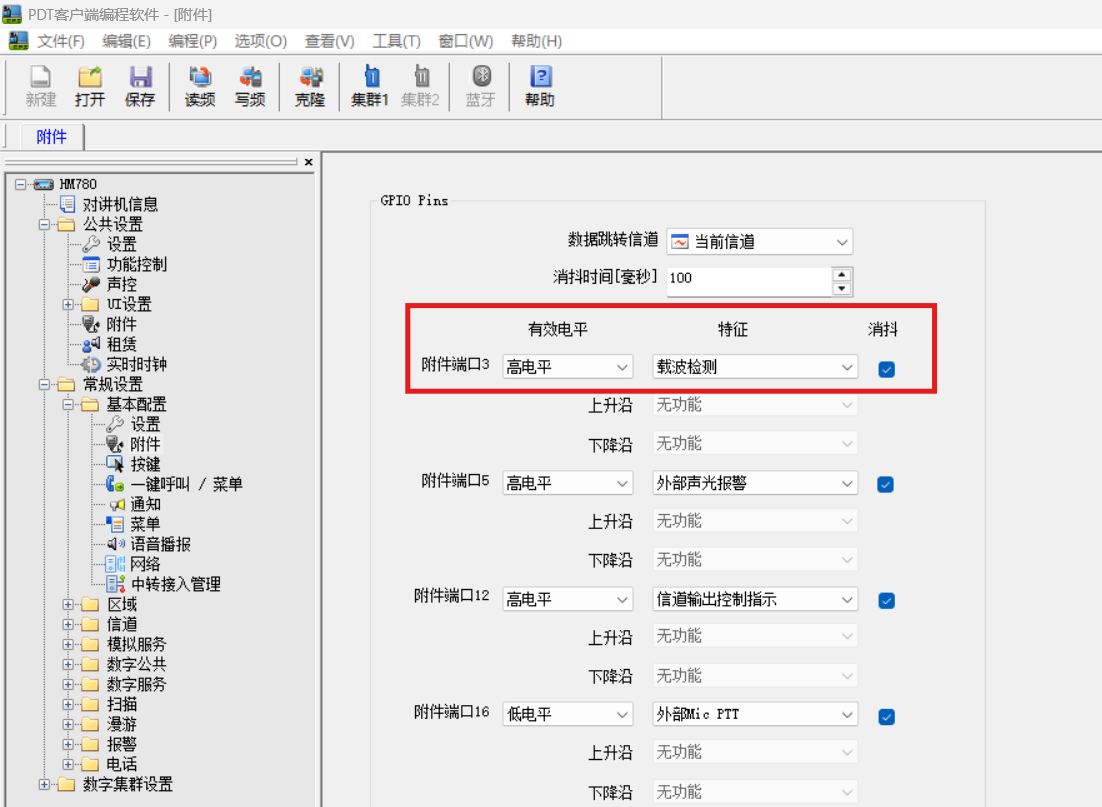 PDT客户端编程软件 - [附件]
文件(F) 编辑(E) 编程(P) 选项(O) 查看(V) 工具(T) 窗口(W) 帮助(H)
新建 打开 保存 读频 写频 克隆 集群1 集群2 蓝牙 帮助
附件
HM780
对讲机信息
公共设置
设置
功能控制
声控
UI设置
附件
租赁
实时时钟
常规设置
基本配置
设置
附件
按键
一键呼叫 / 菜单
通知
菜单
语音播报
网络
中转接入管理
区域
信道
模拟服务
数字公共
数字服务
扫描
漫游
报警
电话
数字集群设置
GPIO Pins
数据跳转信道 当前信道
消抖时间[毫秒] 100
有效电平 特征 消抖
附件端口3 高电平 载波检测
上升沿 无功能
下降沿 无功能
附件端口5 高电平 外部声光报警
上升沿 无功能
下降沿 无功能
附件端口12 高电平 信道输出控制指示
上升沿 无功能
下降沿 无功能
附件端口16 低电平 外部Mic PTT
上升沿 无功能
下降沿 无功能